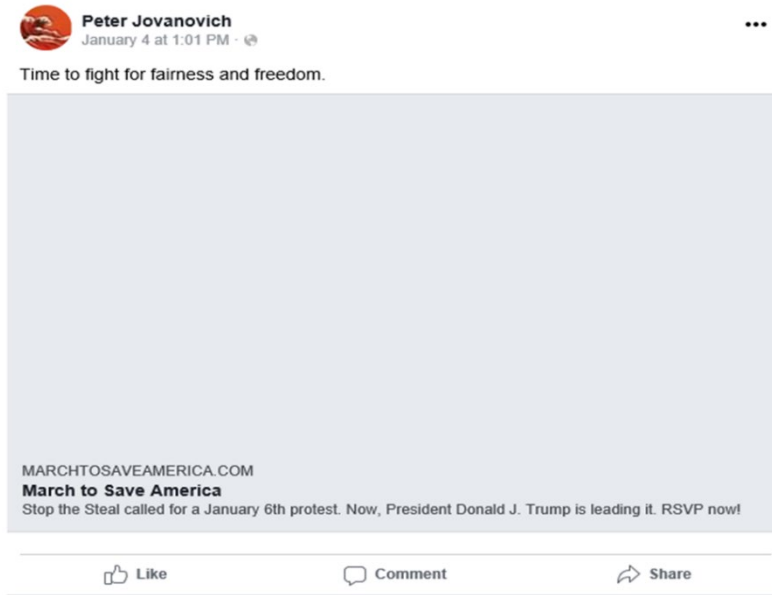 Peter Jovanovich
January 4 at 1:01 PM ·
Time to fight for fairness and freedom.
MARCHTOSAVEAMERICA.COM
March to Save America
Stop the Steal called for a January 6th protest. Now, President Donald J. Trump is leading it. RSVP now!
Like Comment Share